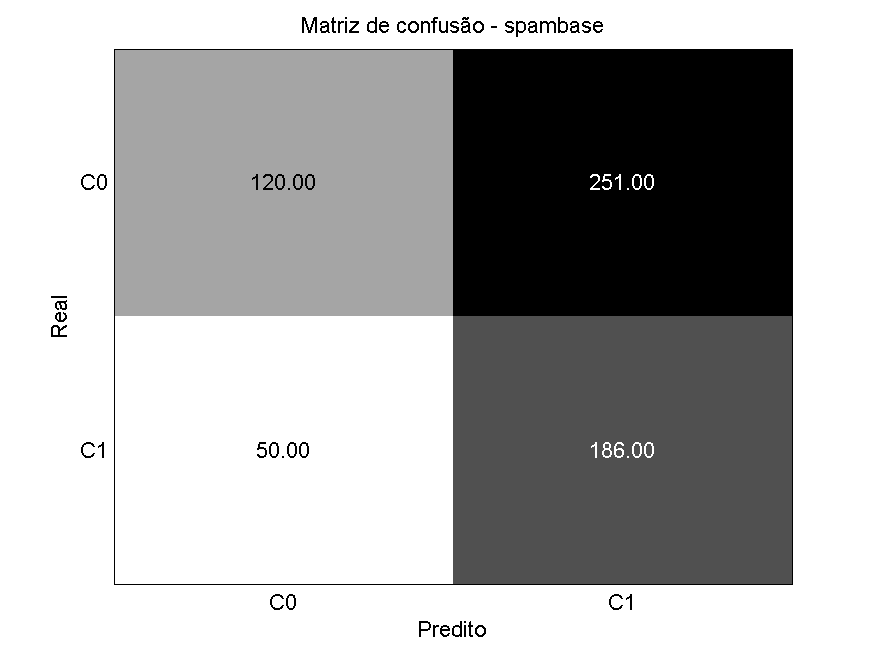 Matriz de confusão - spambase
C0
120.00
251.00
Real
C1
50.00
186.00
C0
C1
Predito